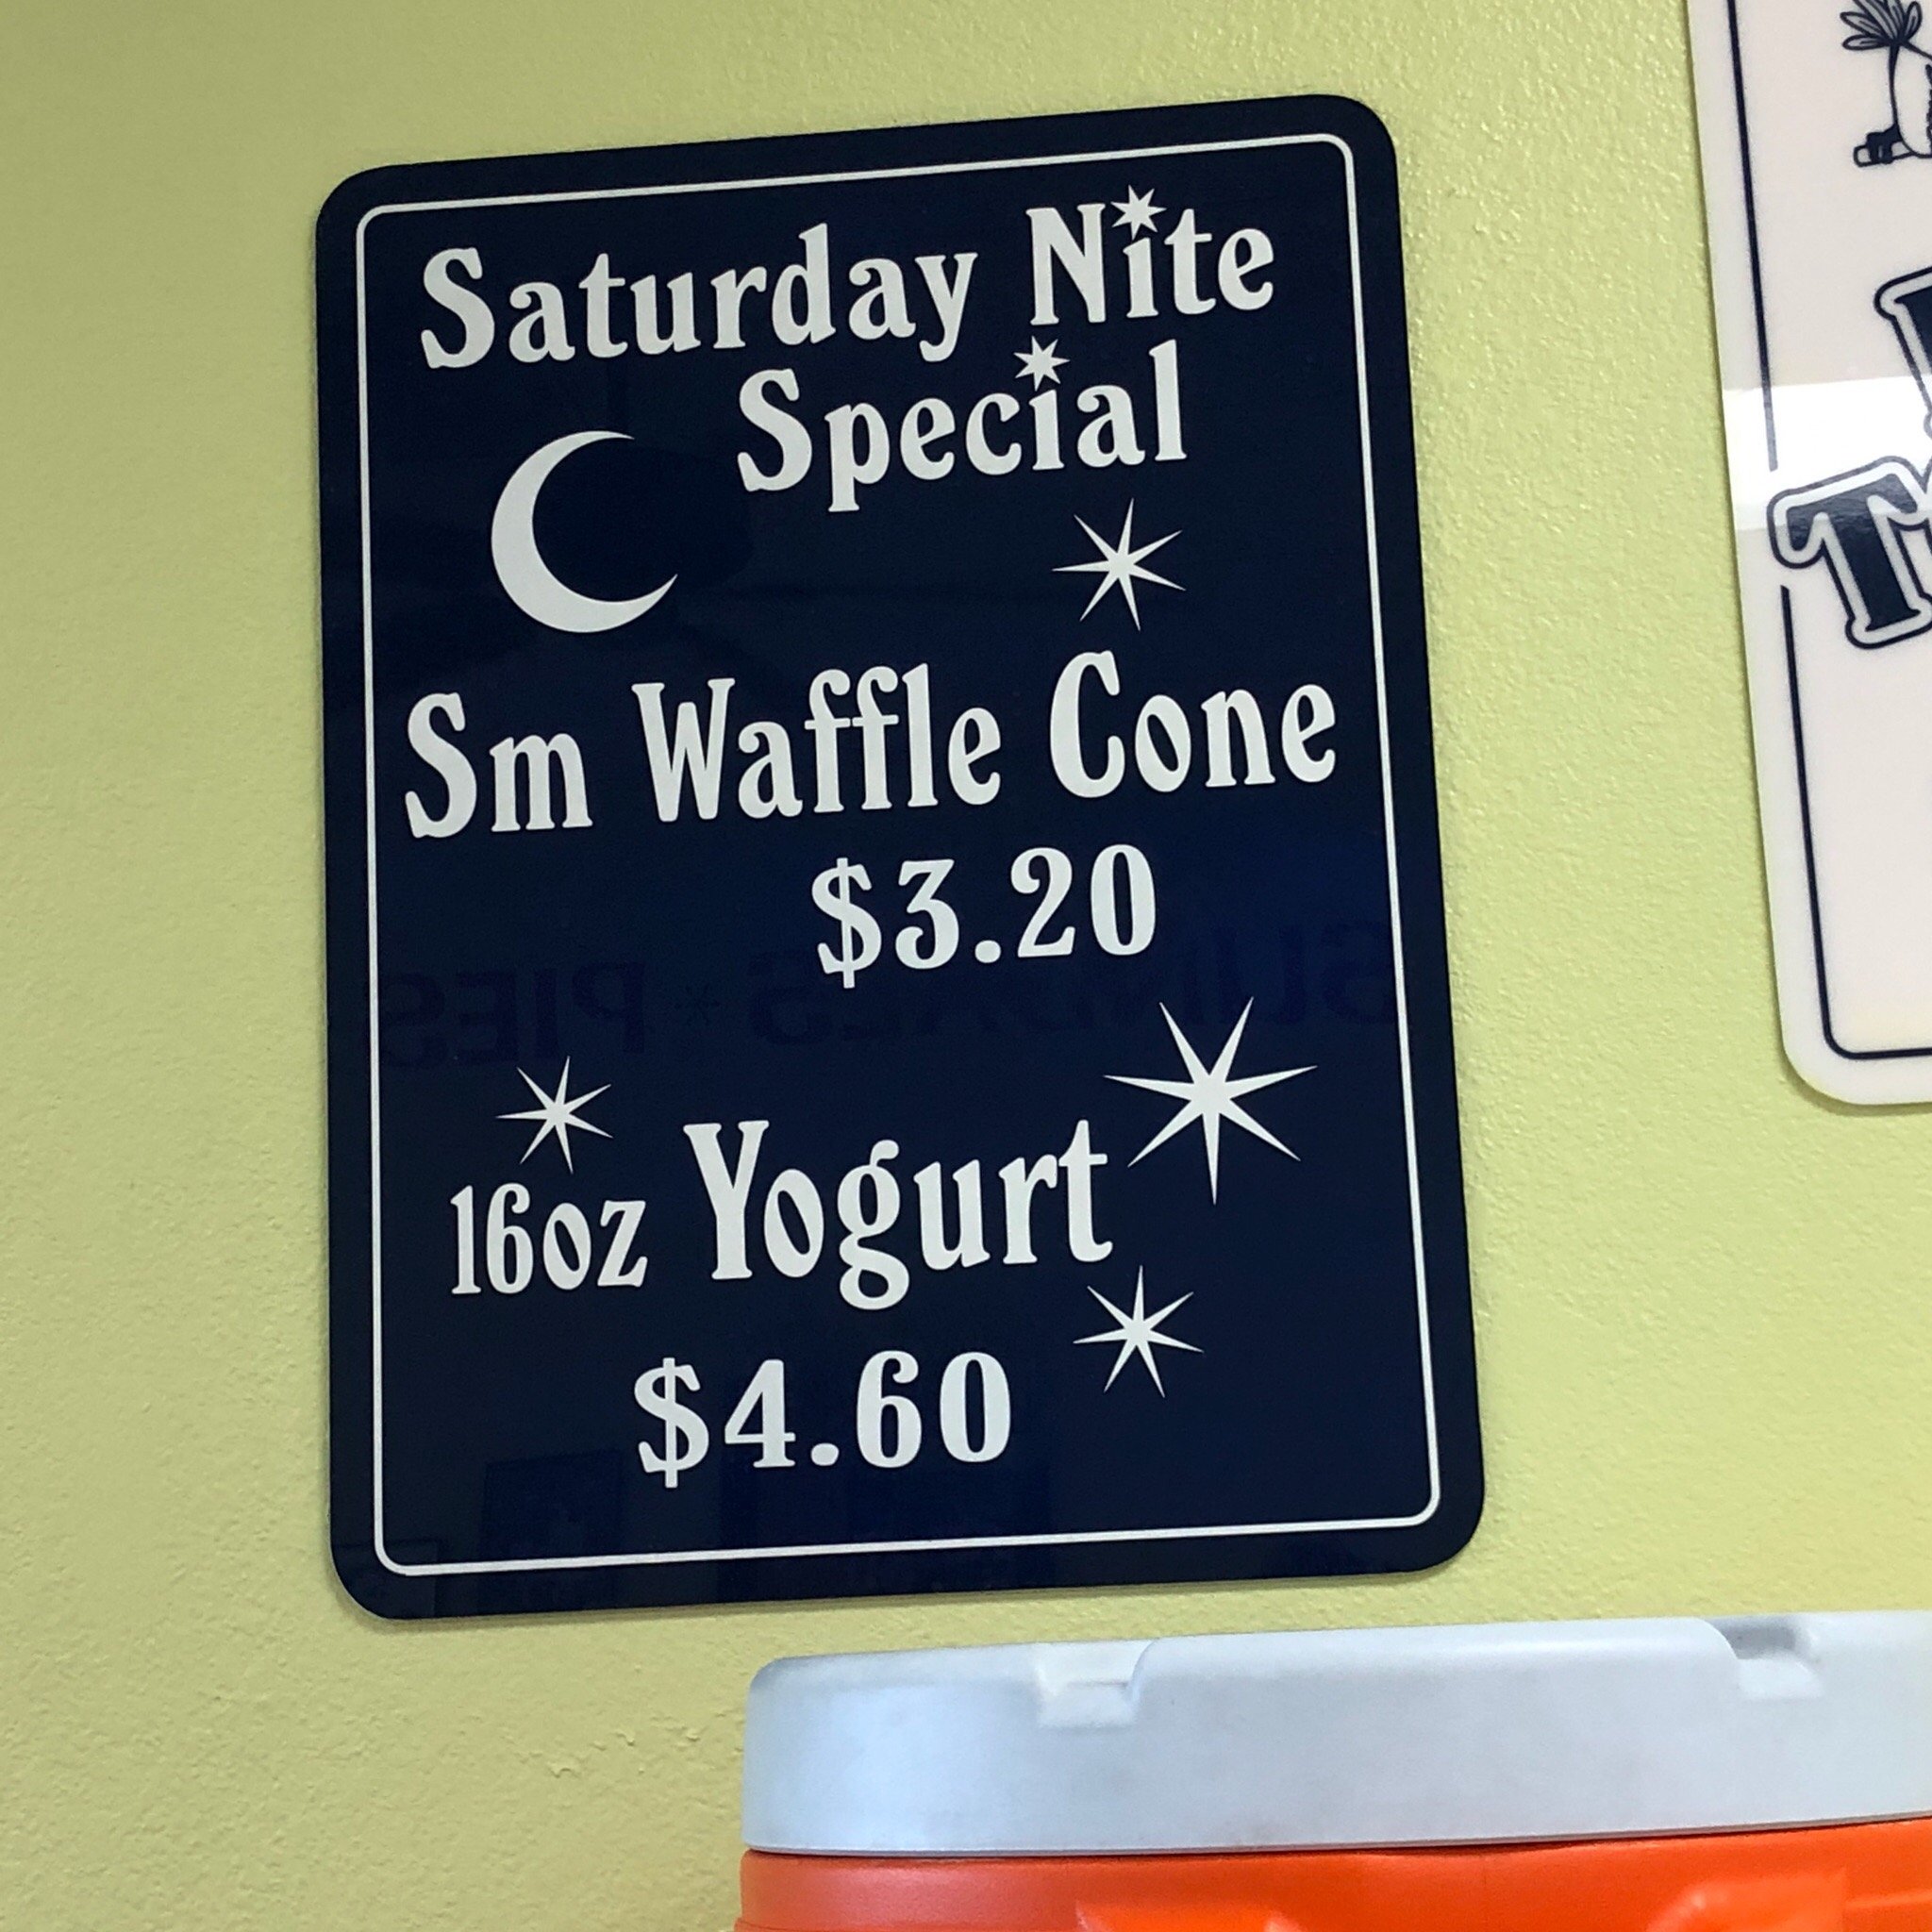 Saturday Nite
Special
Sm Waffle Cone
$3.20
16oz Yogurt
$4.60